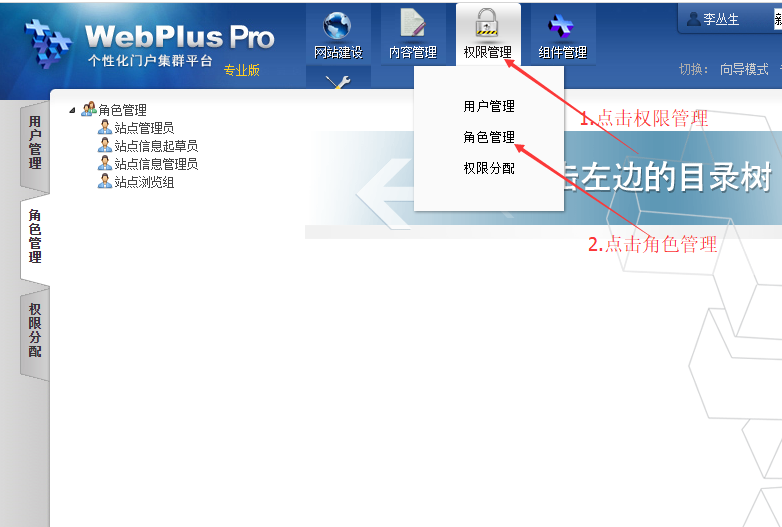 WebPlus Pro
个性化门户集群平台
专业版
网站建设
内容管理
权限管理
组件管理
李丛生
切换： 向导模式
用户管理
角色管理
权限分配
角色管理
站点管理员
站点信息起草员
站点信息管理员
站点浏览组
用户管理
角色管理
权限分配
1.点击权限管理
击左边的目录树
2.点击角色管理